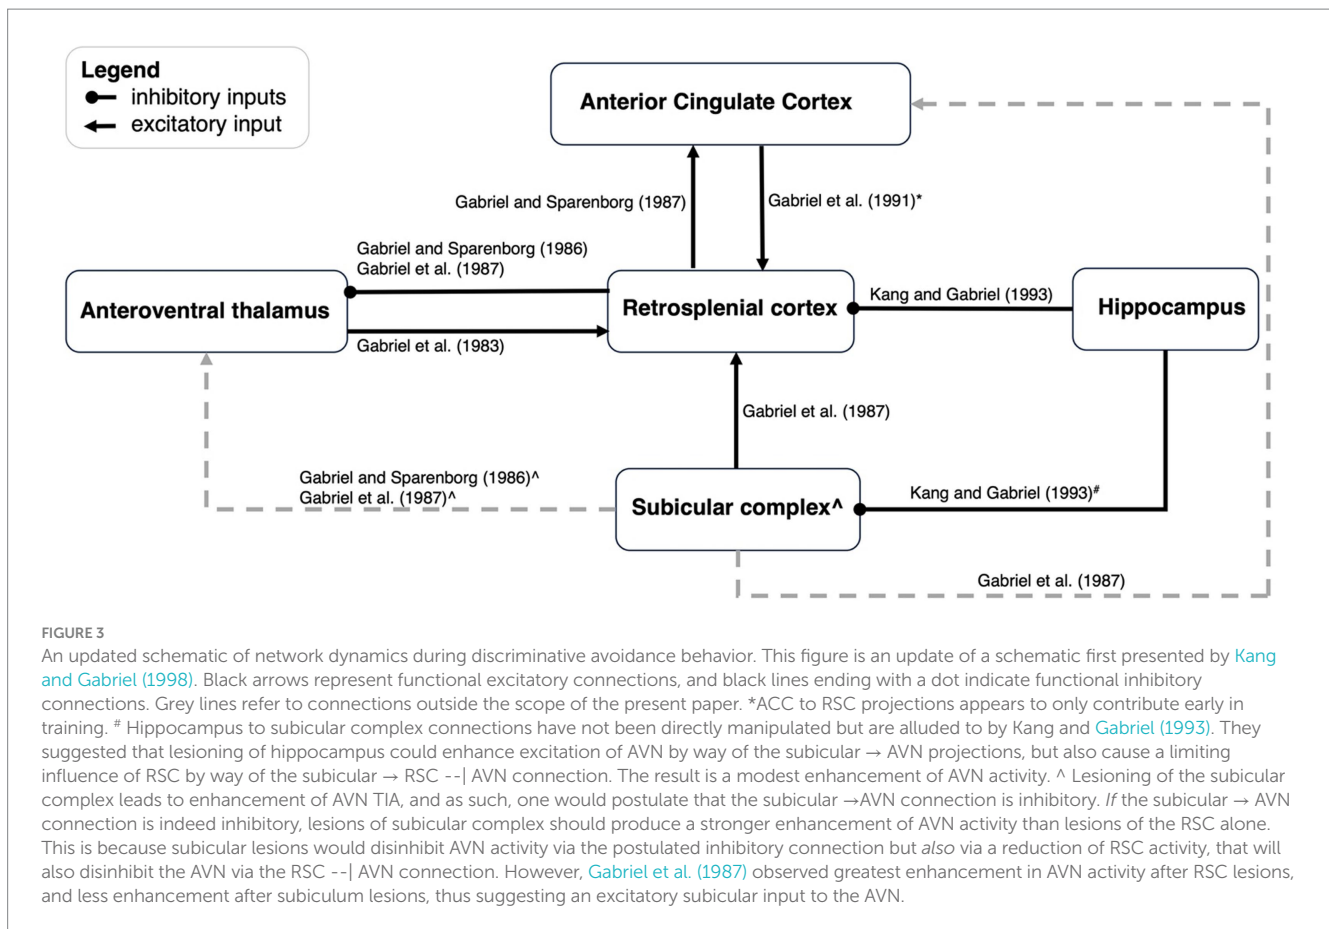 Legend
inhibitory inputs
excitatory input
Anterior Cingulate Cortex
Gabriel and Sparenborg (1987)
Gabriel et al. (1991)*
Gabriel and Sparenborg (1986)
Gabriel et al. (1987)
Anteroventral thalamus
Retrosplenial cortex
Kang and Gabriel (1993)
Hippocampus
Gabriel et al. (1983)
Gabriel et al. (1987)
Gabriel and Sparenborg (1986)^
Gabriel et al. (1987)^
Subicular complex^
Kang and Gabriel (1993)#
Gabriel et al. (1987)
FIGURE 3
An updated schematic of network dynamics during discriminative avoidance behavior. This figure is an update of a schematic first presented by Kang
and Gabriel (1998). Black arrows represent functional excitatory connections, and black lines ending with a dot indicate functional inhibitory
connections. Grey lines refer to connections outside the scope of the present paper. *ACC to RSC projections appears to only contribute early in
training. # Hippocampus to subicular complex connections have not been directly manipulated but are alluded to by Kang and Gabriel (1993). They
suggested that lesioning of hippocampus could enhance excitation of AVN by way of the subicular → AVN projections, but also cause a limiting
influence of RSC by way of the subicular → RSC --| AVN connection. The result is a modest enhancement of AVN activity. ^ Lesioning of the subicular
complex leads to enhancement of AVN TIA, and as such, one would postulate that the subicular →AVN connection is inhibitory. If the subicular → AVN
connection is indeed inhibitory, lesions of subicular complex should produce a stronger enhancement of AVN activity than lesions of the RSC alone.
This is because subicular lesions would disinhibit AVN activity via the postulated inhibitory connection but also via a reduction of RSC activity, that will
also disinhibit the AVN via the RSC --| AVN connection. However, Gabriel et al. (1987) observed greatest enhancement in AVN activity after RSC lesions,
and less enhancement after subiculum lesions, thus suggesting an excitatory subicular input to the AVN.